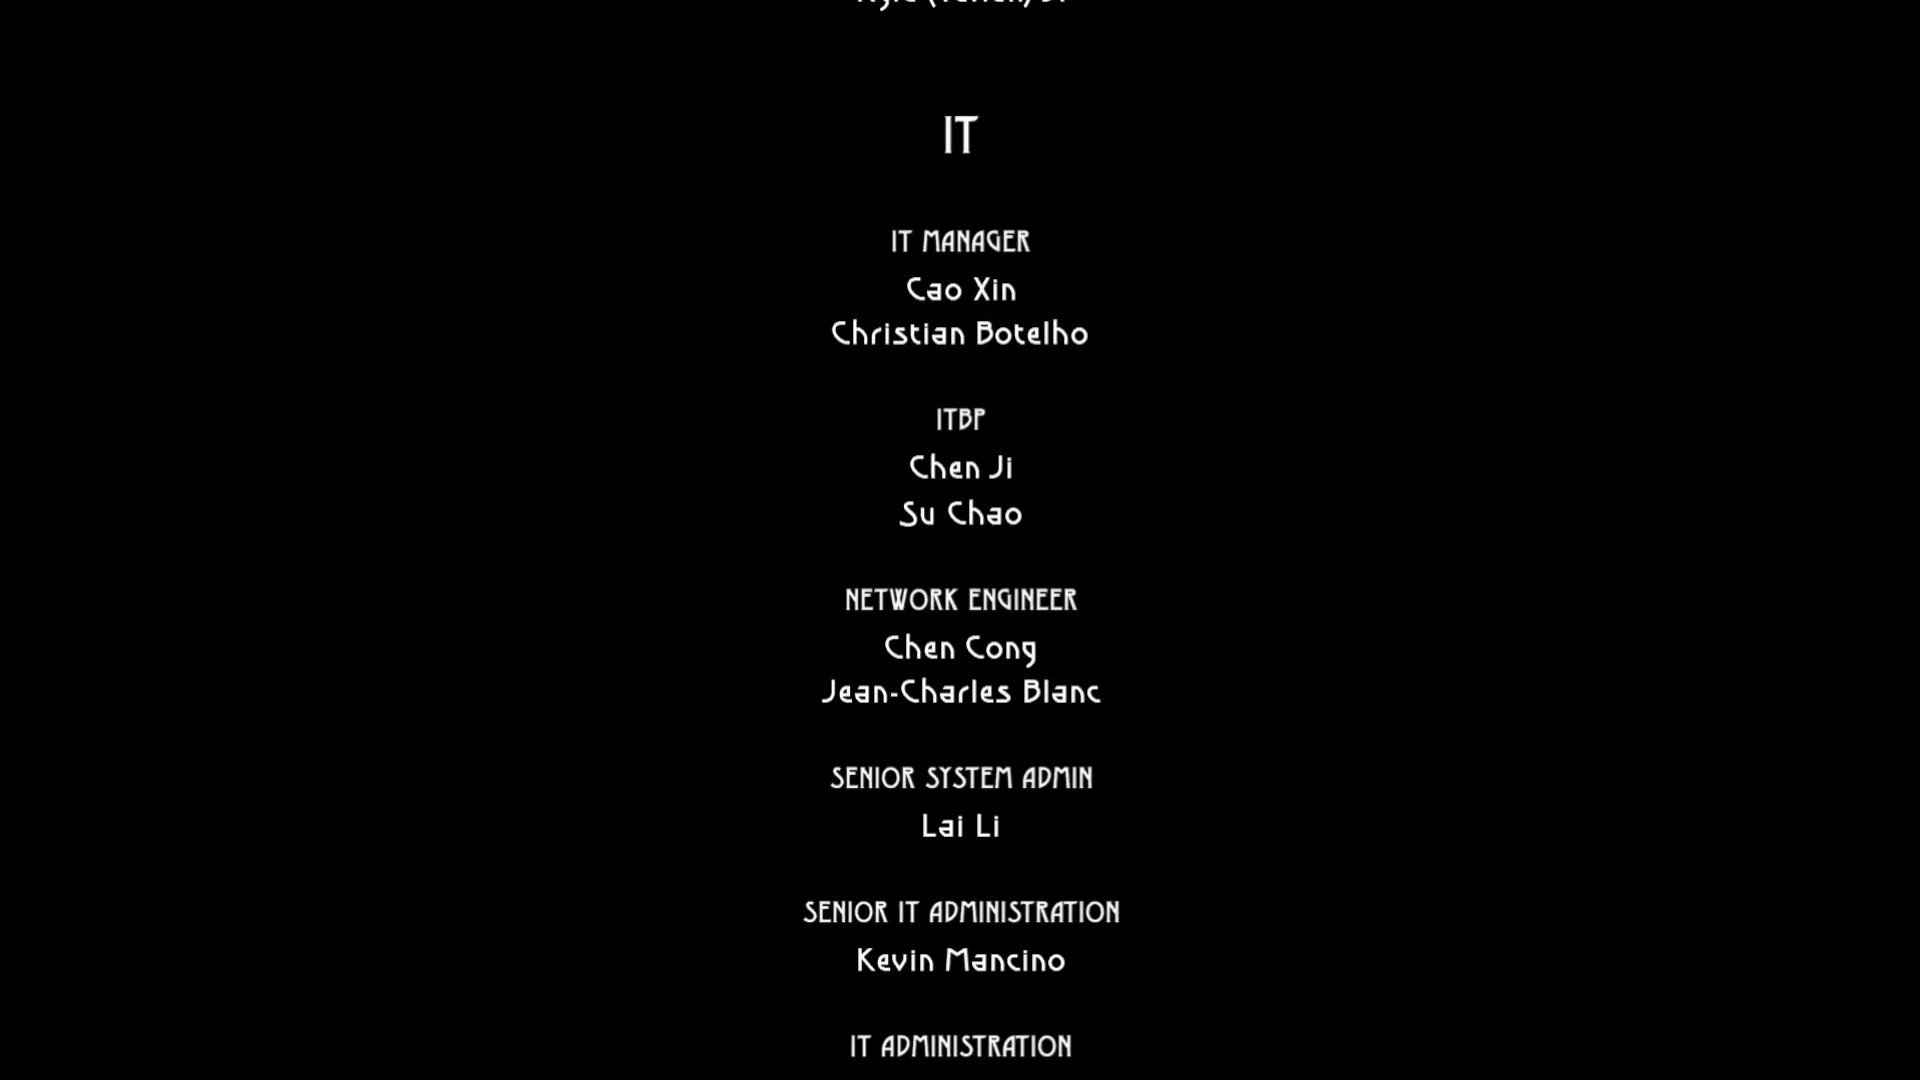 IT
IT MANAGER
Cao Xin
Christian Botelho
ITBP
Chen Ji
Su Chao
NETWORK ENGINEER
Chen Cong
Jean-Charles Blanc
SENIOR SYSTEM ADMIN
Lai Li
SENIOR IT ADMINISTRATION
Kevin Mancino
IT ADMINISTRATION